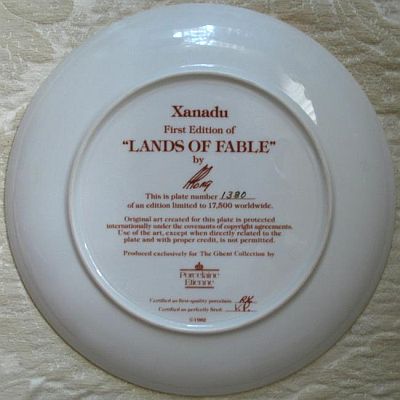 Xanadu
First Edition of
"LANDS OF FABLE"
by
This is plate number 1380
of an edition limited to 17,500 worldwide.
Original art created for this plate is protected
internationally under the covenants of copyright agreements.
Use of the art, except when directly related to the
plate and with proper credit, is not permitted.
Produced exclusively for The Ghent Collection by
Porcelaine
Etienne
Certified as first-quality porcelain:
Certified as perfectly fired:
©1982